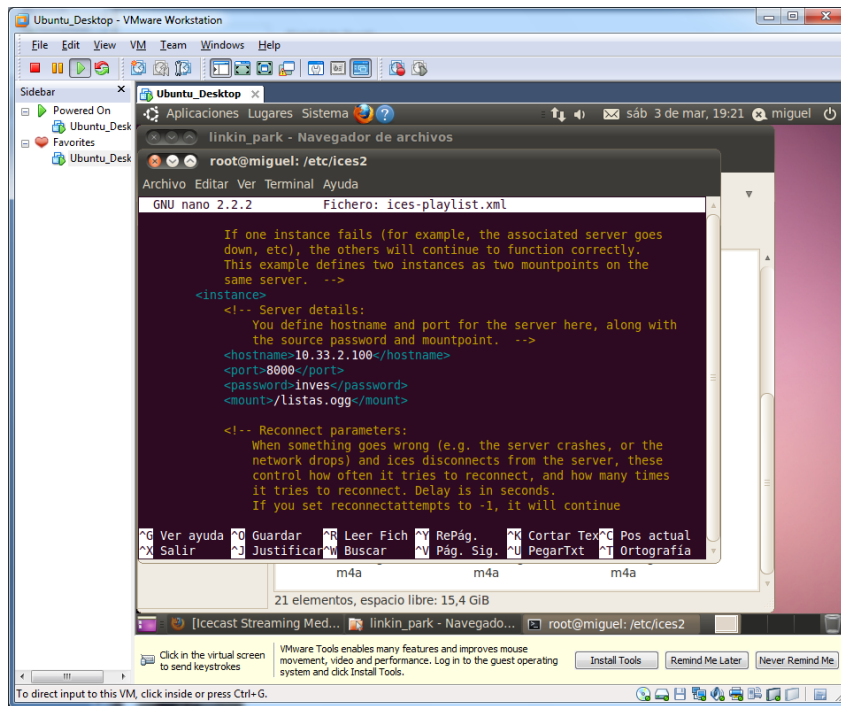 Ubuntu_Desktop - VMware Workstation
File Edit View VM Team Windows Help
Sidebar x
Powered On
Ubuntu_Desk
Favorites
Ubuntu_Desk
Ubuntu_Desktop x
Aplicaciones Lugares Sistema sáb 3 de mar, 19:21 miguel
linkin_park - Navegador de archivos
root@miguel: /etc/ices2
Archivo Editar Ver Terminal Ayuda
GNU nano 2.2.2 Fichero: ices-playlist.xml
If one instance fails (for example, the associated server goes
down, etc), the others will continue to function correctly.
This example defines two instances as two mountpoints on the
same server. -->
<instance>
<!-- Server details:
You define hostname and port for the server here, along with
the source password and mountpoint. -->
<hostname>10.33.2.100</hostname>
<port>8000</port>
<password>inves</password>
<mount>/listas.ogg</mount>
<!-- Reconnect parameters:
When something goes wrong (e.g. the server crashes, or the
network drops) and ices disconnects from the server, these
control how often it tries to reconnect, and how many times
it tries to reconnect. Delay is in seconds.
If you set reconnectattempts to -1, it will continue
^G Ver ayuda ^O Guardar ^R Leer Fich ^Y RePág. ^K Cortar Tex ^C Pos actual
^X Salir ^J Justificar ^W Buscar ^V Pág. Sig. ^U PegarTxt ^T Ortografía
m4a m4a m4a
21 elementos, espacio libre: 15,4 GiB
[Icecast Streaming Med... linkin_park - Navegado... root@miguel: /etc/ices2
Click in the virtual screen
to send keystrokes
VMware Tools enables many features and improves mouse
movement, video and performance. Log in to the guest operating
system and click Install Tools.
Install Tools Remind Me Later Never Remind Me
To direct input to this VM, click inside or press Ctrl+G.